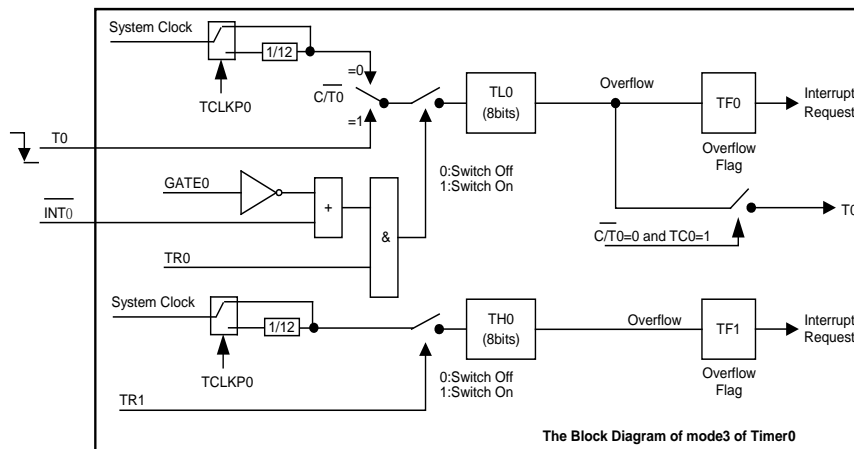 System Clock
1/12
TCLKP0
=0
C/T0
=1
T0
TL0
(8bits)
Overflow
TF0
Interrupt
Request
Overflow
Flag
0:Switch Off
1:Switch On
GATE0
+
INT0
&
TR0
T0
C/T0=0 and TC0=1
System Clock
1/12
TCLKP0
TH0
(8bits)
Overflow
TF1
Interrupt
Request
Overflow
Flag
0:Switch Off
1:Switch On
TR1
The Block Diagram of mode3 of Timer0